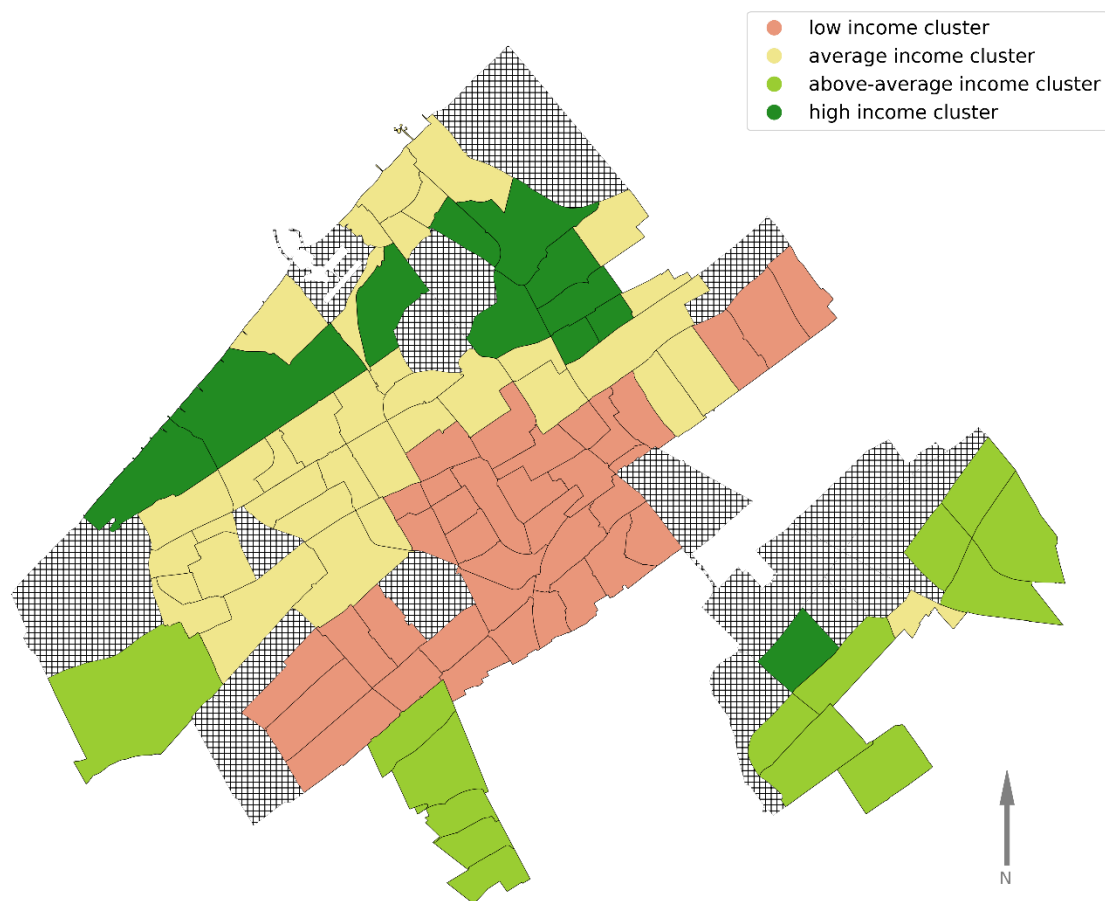 low income cluster
average income cluster
above-average income cluster
high income cluster
N